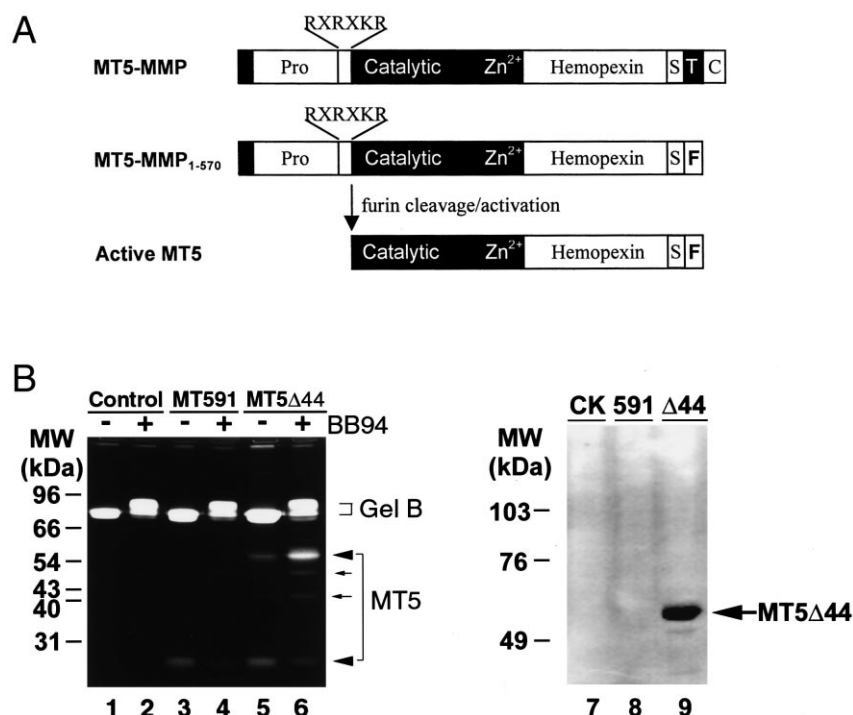 A
RXRXKR
MT5-MMP Pro Catalytic Zn2+ Hemopexin S T C
RXRXKR
MT5-MMP1-570 Pro Catalytic Zn2+ Hemopexin S F
furin cleavage/activation
Active MT5 Catalytic Zn2+ Hemopexin S F
B
Control MT591 MT5Δ44
- + - + - + BB94
MW
(kDa)
96
66
54
43
40
31
Gel B
MT5
1 2 3 4 5 6
CK 591 Δ44
MW
(kDa)
103
76
49
MT5Δ44
7 8 9